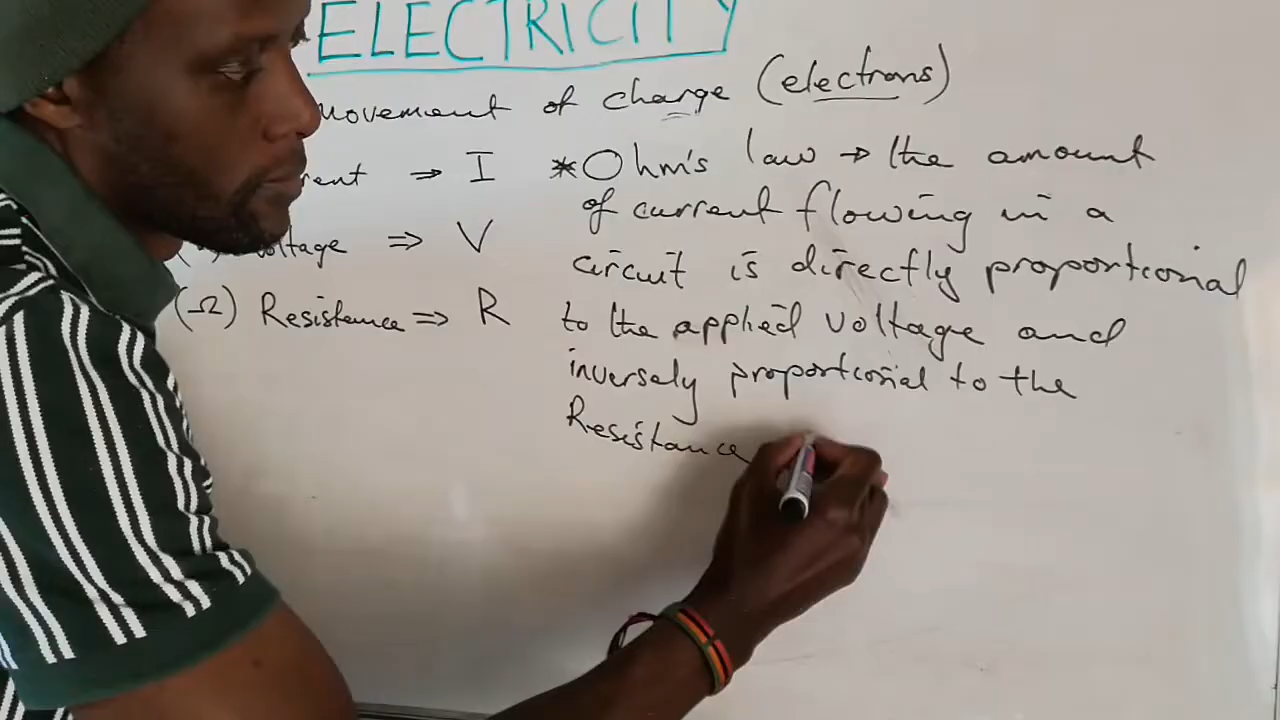 ELECTRICITY
movement of charge (electrons)
rent ⇒ I
voltage ⇒ V
(Ω) Resistance ⇒ R
*Ohm's law → the amount
of current flowing in a
circuit is directly proportional
to the applied voltage and
inversely proportional to the
Resistance